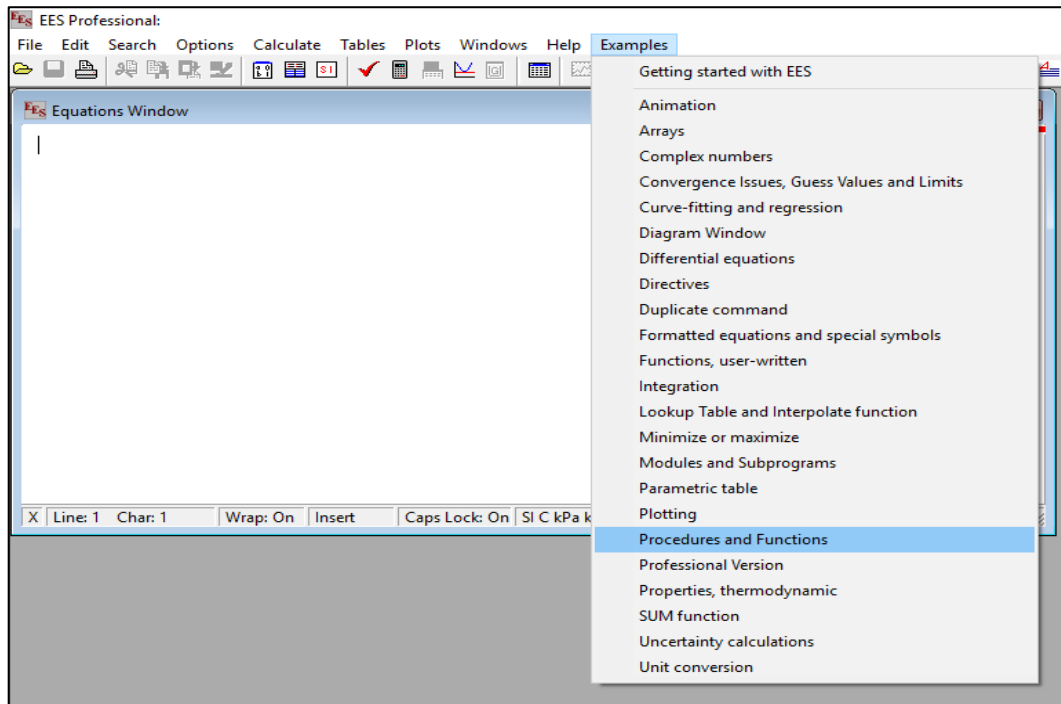 EES EES Professional:
File Edit Search Options Calculate Tables Plots Windows Help Examples
Getting started with EES
EES Equations Window
Animation
Arrays
Complex numbers
Convergence Issues, Guess Values and Limits
Curve-fitting and regression
Diagram Window
Differential equations
Directives
Duplicate command
Formatted equations and special symbols
Functions, user-written
Integration
Lookup Table and Interpolate function
Minimize or maximize
Modules and Subprograms
Parametric table
Plotting
X Line: 1 Char: 1 Wrap: On Insert Caps Lock: On SI C kPa k
Procedures and Functions
Professional Version
Properties, thermodynamic
SUM function
Uncertainty calculations
Unit conversion